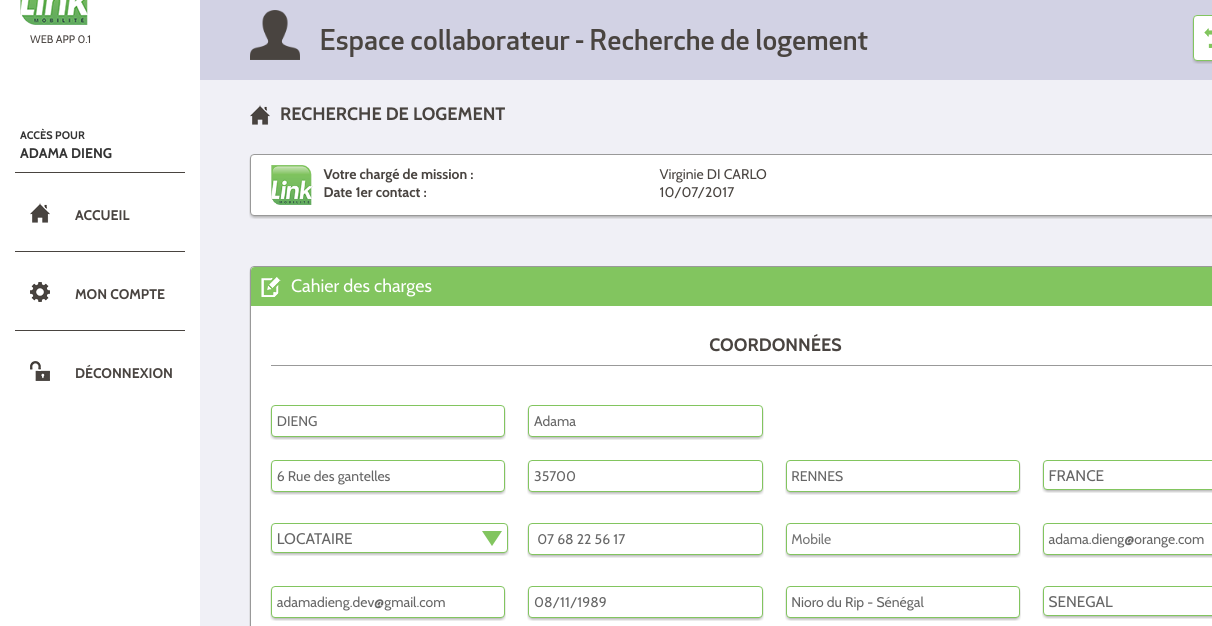 Link
MOBILITÉ
WEB APP 0.1
Espace collaborateur - Recherche de logement
ACCÈS POUR
ADAMA DIENG
ACCUEIL
MON COMPTE
DÉCONNEXION
RECHERCHE DE LOGEMENT
Link
MOBILITÉ
Votre chargé de mission : Virginie DI CARLO
Date 1er contact : 10/07/2017
Cahier des charges
COORDONNÉES
DIENG Adama
6 Rue des gantelles 35700 RENNES FRANCE
LOCATAIRE 07 68 22 56 17 Mobile adama.dieng@orange.com
adamadieng.dev@gmail.com 08/11/1989 Nioro du Rip - Sénégal SENEGAL